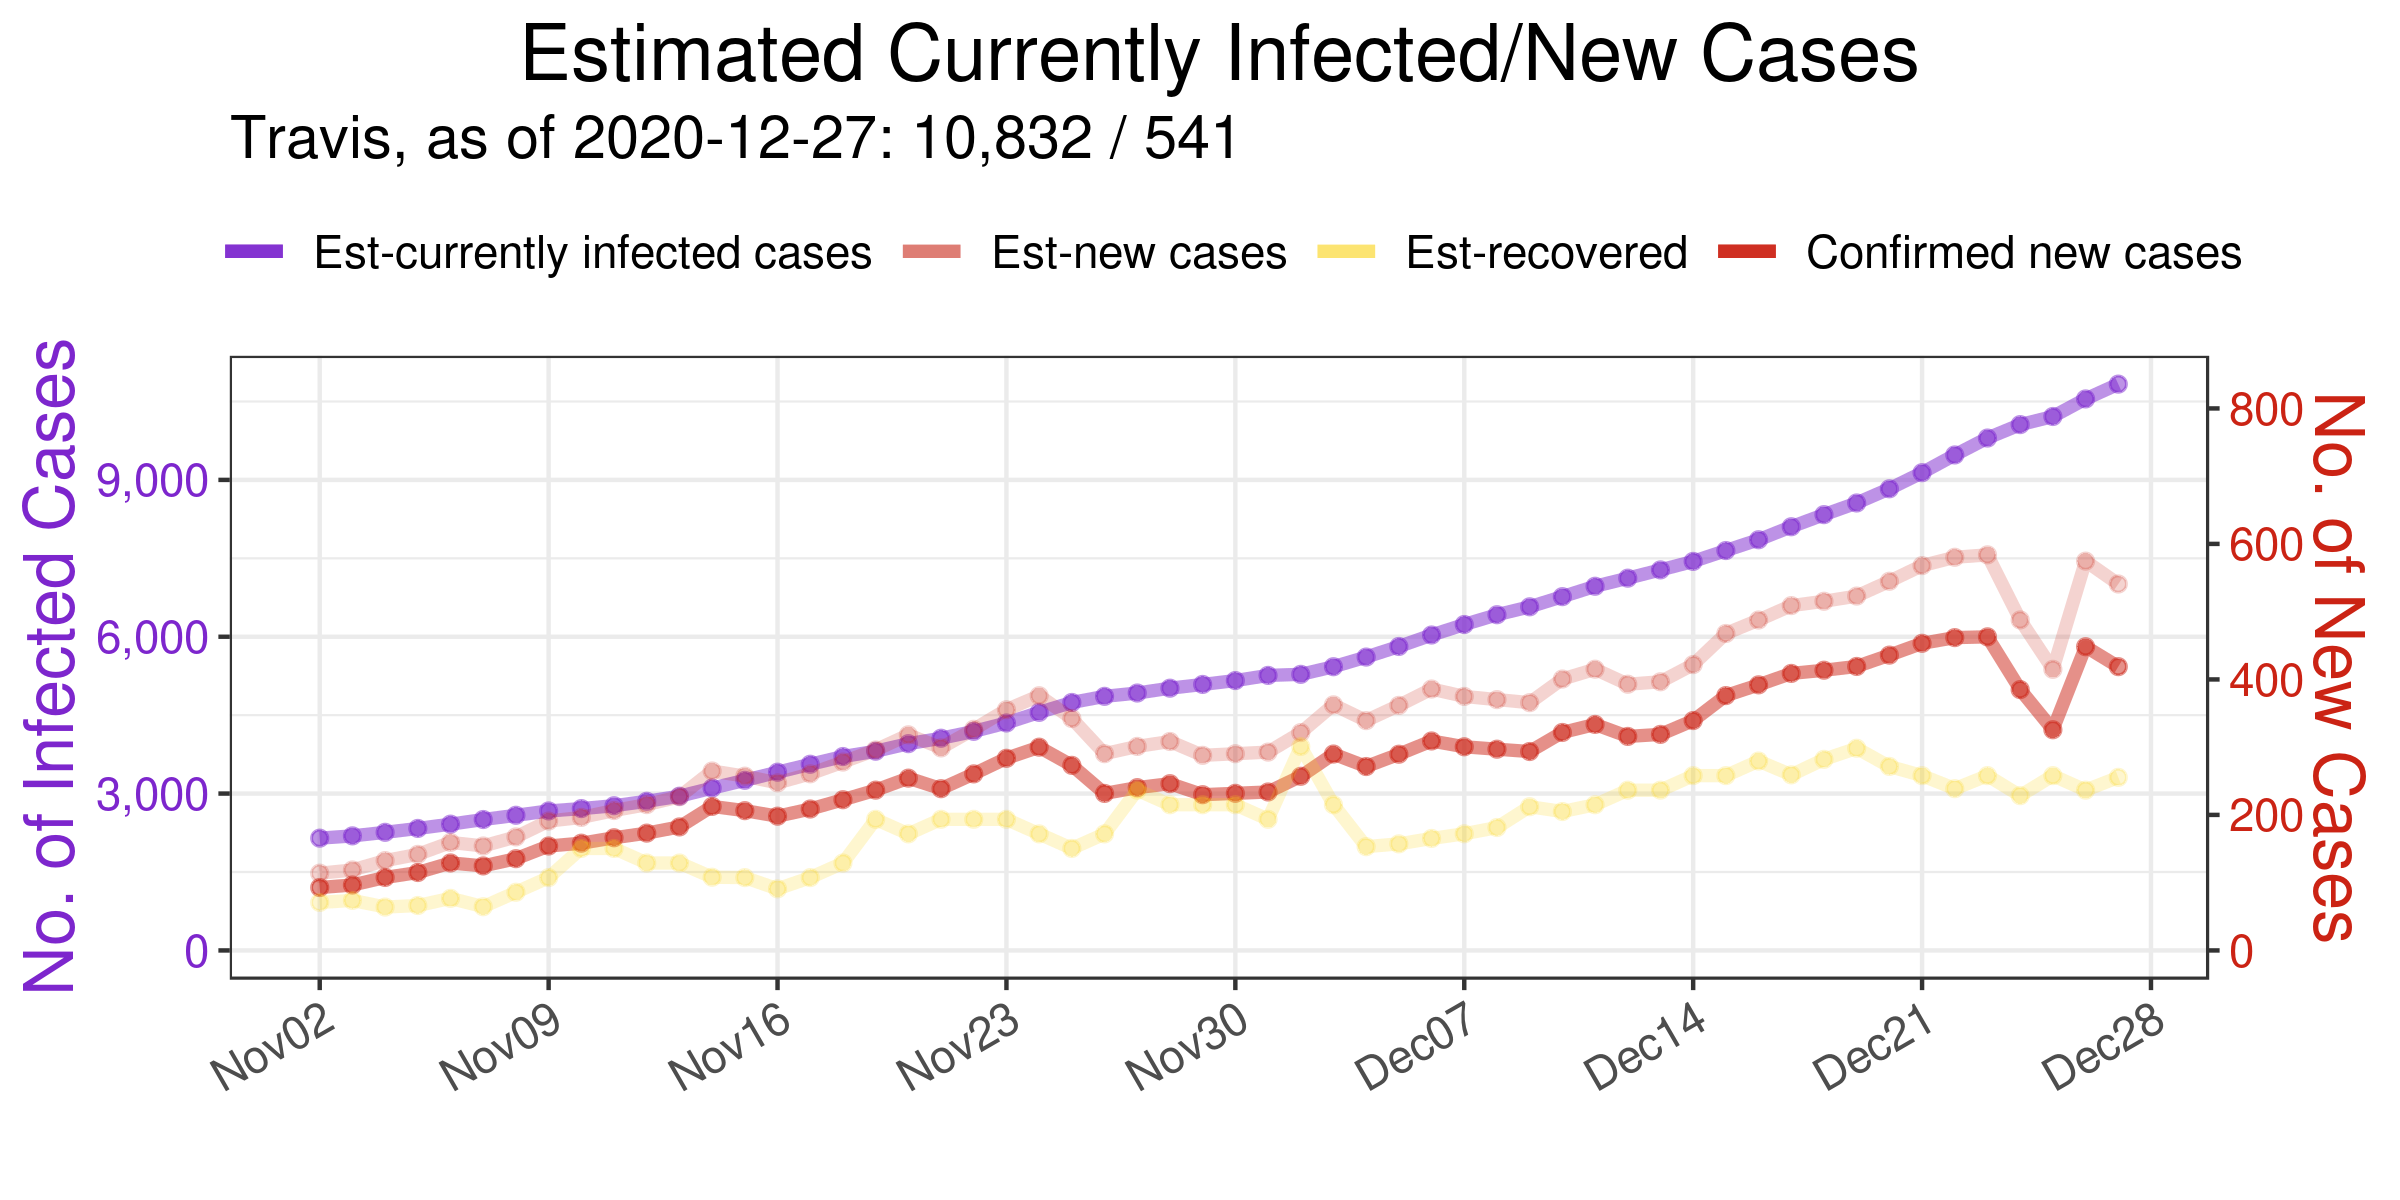 Estimated Currently Infected/New Cases
Travis, as of 2020-12-27: 10,832 / 541
Est-currently infected cases Est-new cases Est-recovered Confirmed new cases
No. of Infected Cases
9,000
6,000
3,000
0
800
600
400
200
0
No. of New Cases
Nov02 Nov09 Nov16 Nov23 Nov30 Dec07 Dec14 Dec21 Dec28